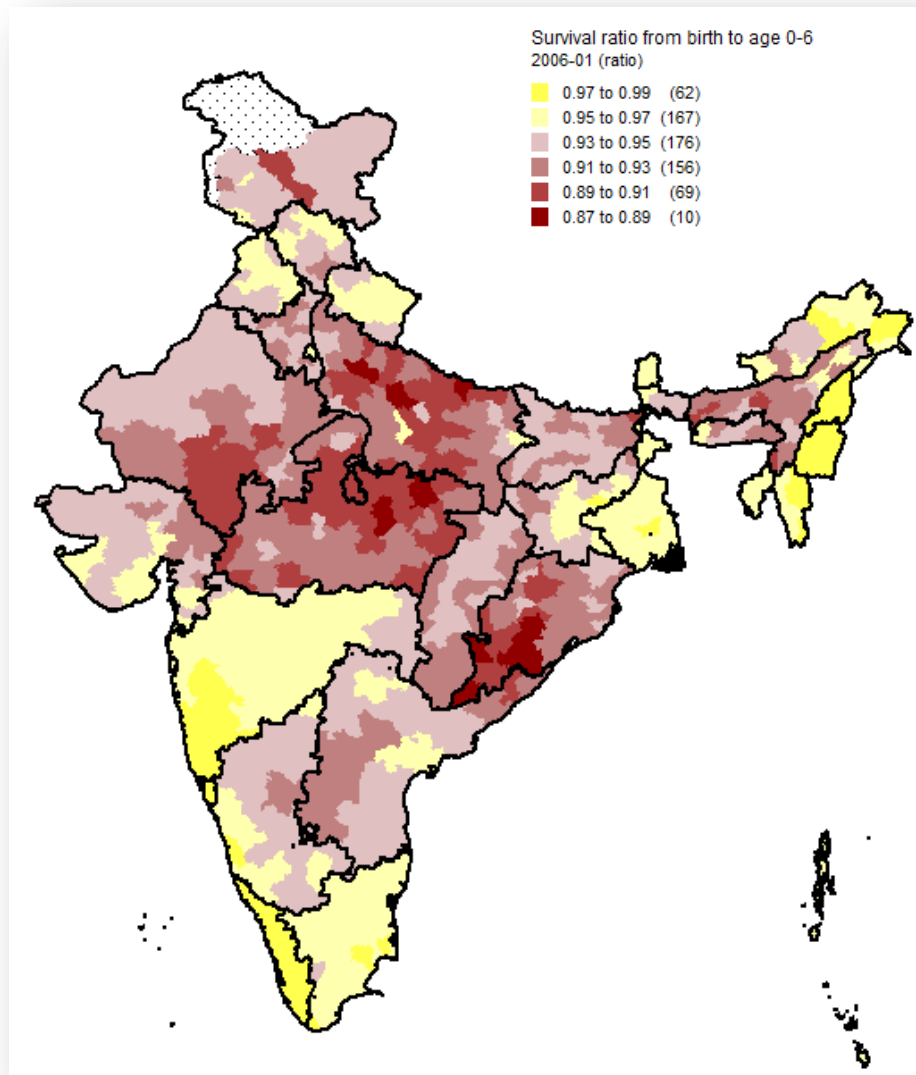 Survival ratio from birth to age 0-6
2006-01 (ratio)
0.97 to 0.99 (62)
0.95 to 0.97 (167)
0.93 to 0.95 (176)
0.91 to 0.93 (156)
0.89 to 0.91 (69)
0.87 to 0.89 (10)